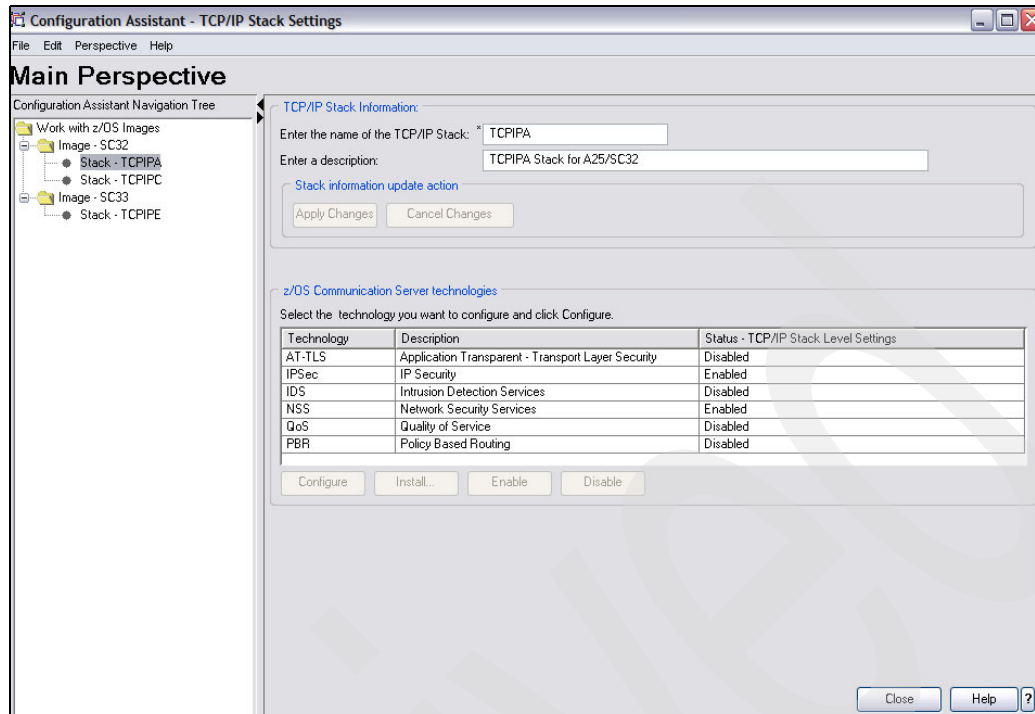 Configuration Assistant - TCP/IP Stack Settings
File Edit Perspective Help
Main Perspective
Configuration Assistant Navigation Tree
Work with z/OS Images
Image - SC32
Stack - TCPIPA
Stack - TCPIPC
Image - SC33
Stack - TCPIPE
TCP/IP Stack Information:
Enter the name of the TCP/IP Stack: * TCPIPA
Enter a description: TCPIPA Stack for A25/SC32
Stack information update action
Apply Changes Cancel Changes
z/OS Communication Server technologies
Select the technology you want to configure and click Configure.
Technology Description Status - TCP/IP Stack Level Settings
AT-TLS Application Transparent - Transport Layer Security Disabled
IPSec IP Security Enabled
IDS Intrusion Detection Services Disabled
NSS Network Security Services Enabled
QoS Quality of Service Disabled
PBR Policy Based Routing Disabled
Configure Install... Enable Disable
Close Help ?